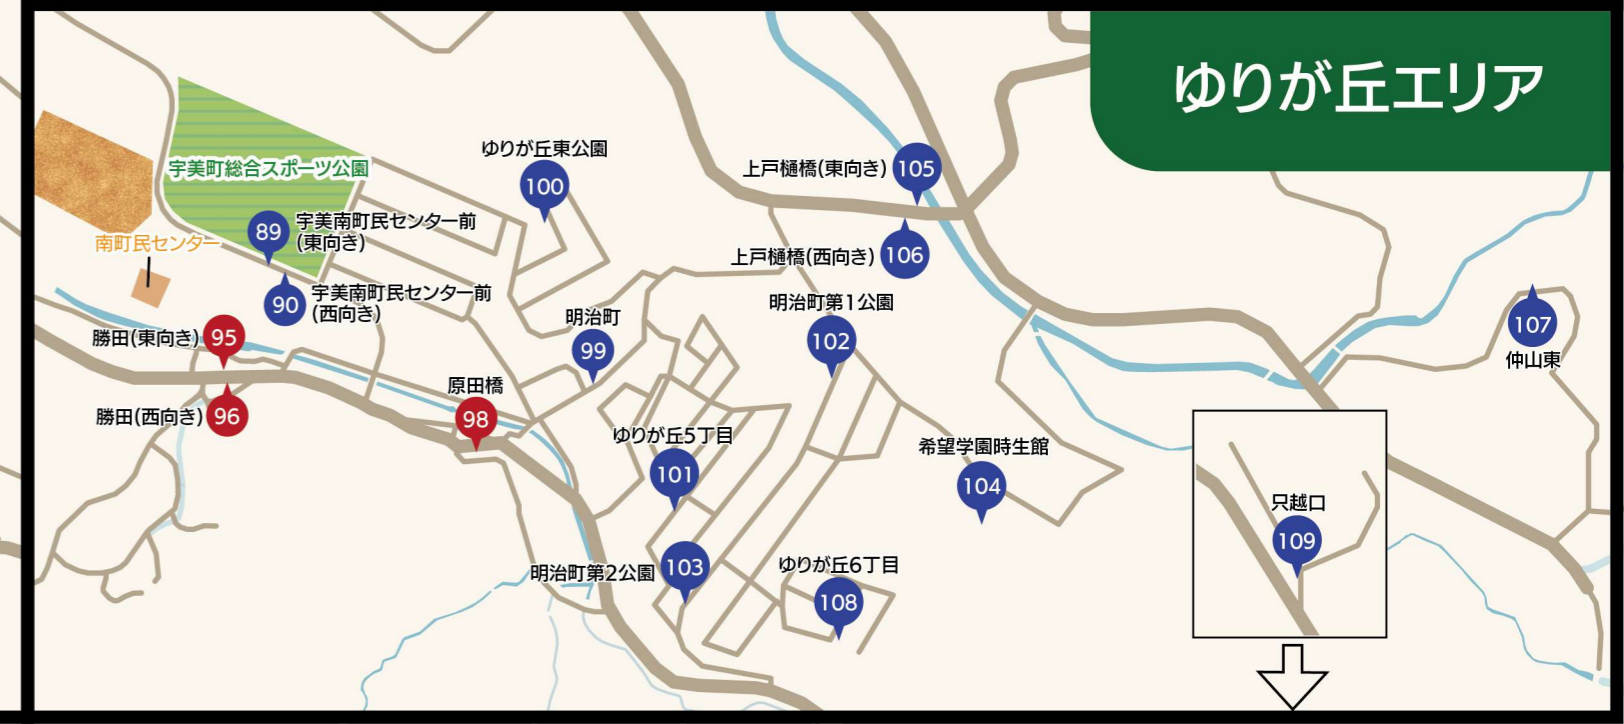 ゆりが丘エリア
ゆりが丘東公園
100
上戸樋橋(東向き)
105
宇美町総合スポーツ公園
89
宇美南町民センター前
(東向き)
南町民センター
上戸樋橋(西向き)
106
90
宇美南町民センター前
(西向き)
明治町第1公園
102
明治町
99
107
仲山東
勝田(東向き)
95
勝田(西向き)
96
原田橋
98
ゆりが丘5丁目
101
希望学園時生館
104
只越口
109
明治町第2公園
103
ゆりが丘6丁目
108